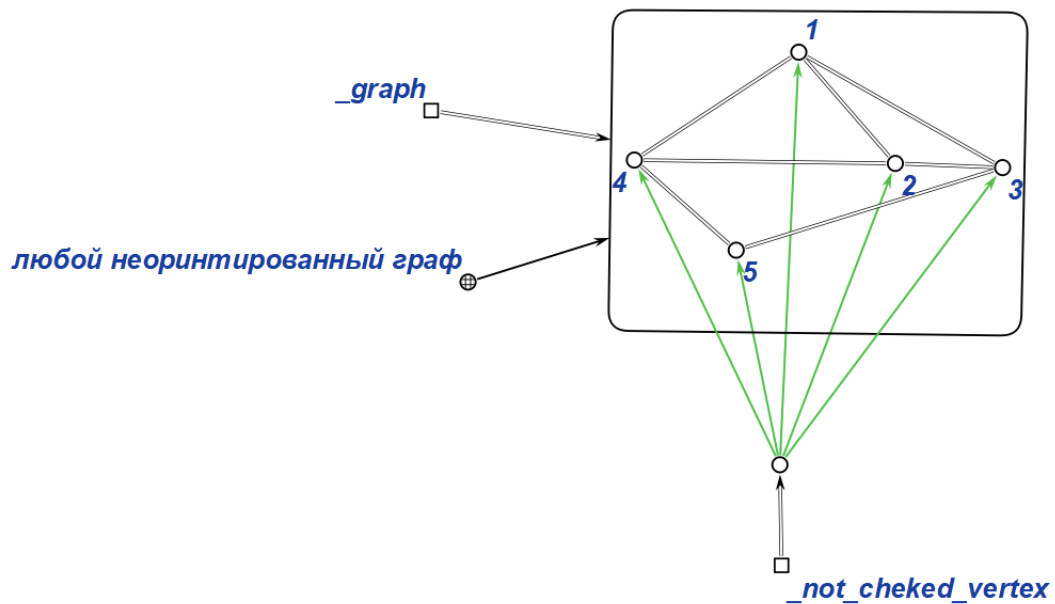 1
_graph
4
2
3
любой неоринтированный граф
5
_not_cheked_vertex